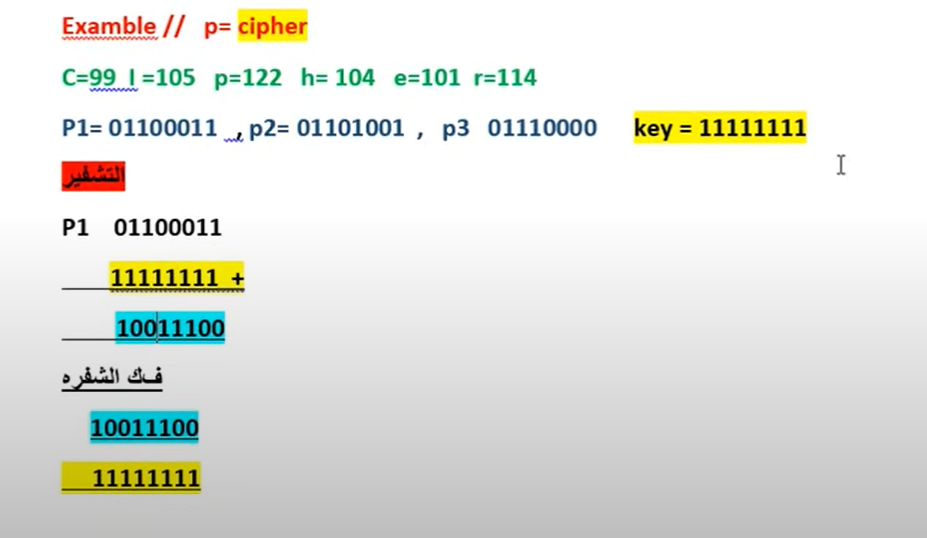 Examble // p= cipher
C=99 I =105 p=122 h= 104 e=101 r=114
P1= 01100011 , p2= 01101001 , p3 01110000 key = 11111111
التشفير
P1 01100011
11111111 +
10011100
فك الشفره
10011100
11111111